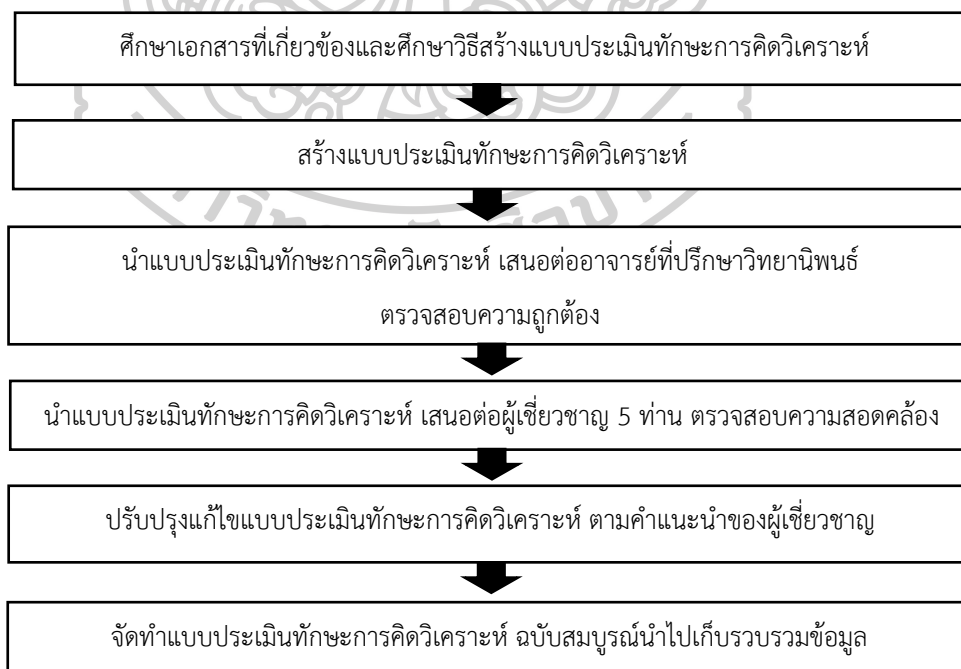 ศึกษาเอกสารที่เกี่ยวข้องและศึกษาวิธีสร้างแบบประเมินทักษะการคิดวิเคราะห์
สร้างแบบประเมินทักษะการคิดวิเคราะห์
นำแบบประเมินทักษะการคิดวิเคราะห์ เสนอต่ออาจารย์ที่ปรึกษาวิทยานิพนธ์
ตรวจสอบความถูกต้อง
นำแบบประเมินทักษะการคิดวิเคราะห์ เสนอต่อผู้เชี่ยวชาญ 5 ท่าน ตรวจสอบความสอดคล้อง
ปรับปรุงแก้ไขแบบประเมินทักษะการคิดวิเคราะห์ ตามคำแนะนำของผู้เชี่ยวชาญ
จัดทำแบบประเมินทักษะการคิดวิเคราะห์ ฉบับสมบูรณ์นำไปเก็บรวบรวมข้อมูล